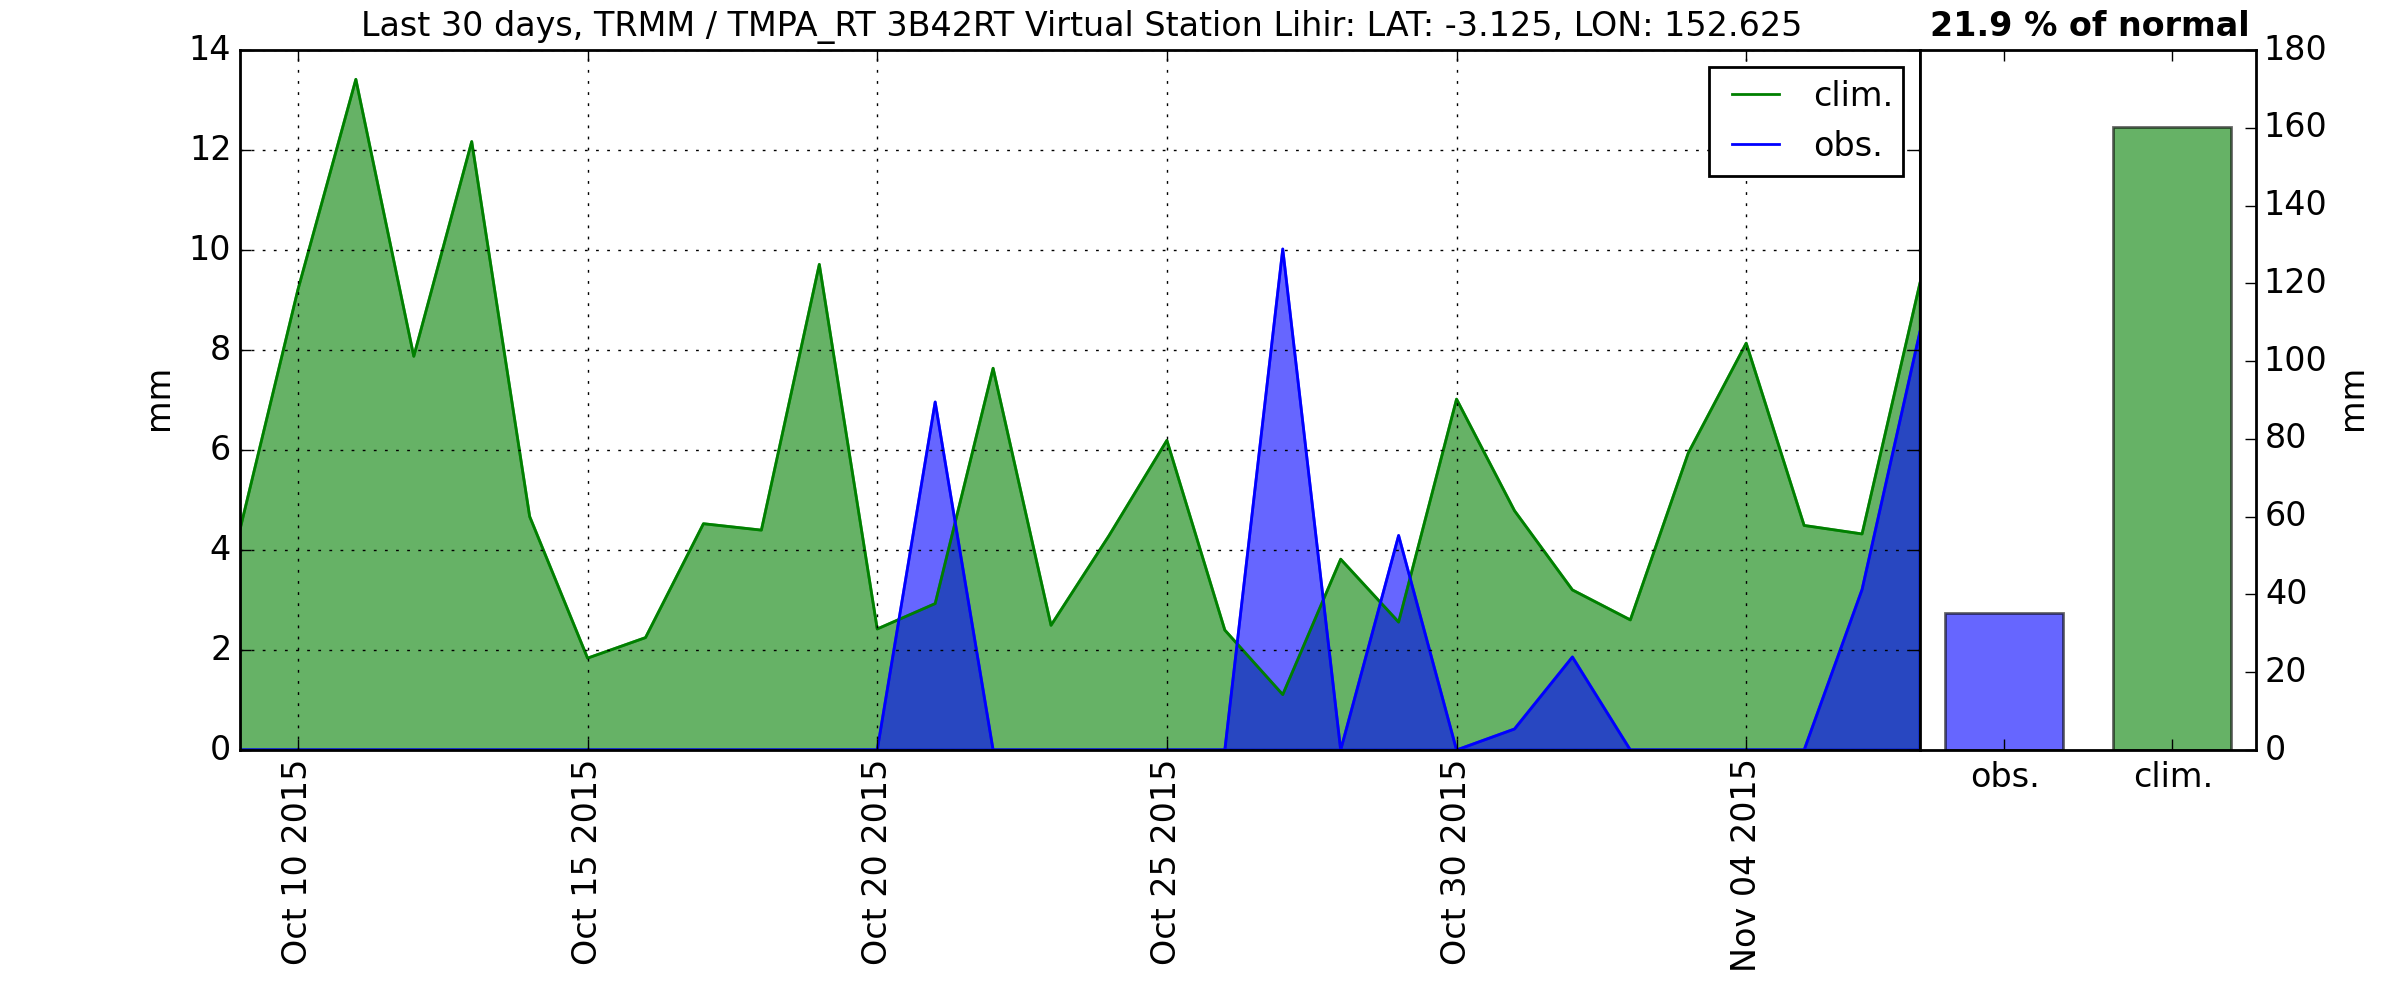 Last 30 days, TRMM / TMPA_RT 3B42RT Virtual Station Lihir: LAT: -3.125, LON: 152.625
21.9 % of normal
14
12
10
8
6
4
2
0
mm
clim.
obs.
Oct 10 2015
Oct 15 2015
Oct 20 2015
Oct 25 2015
Oct 30 2015
Nov 04 2015
180
160
140
120
100
80
60
40
20
0
mm
obs.
clim.